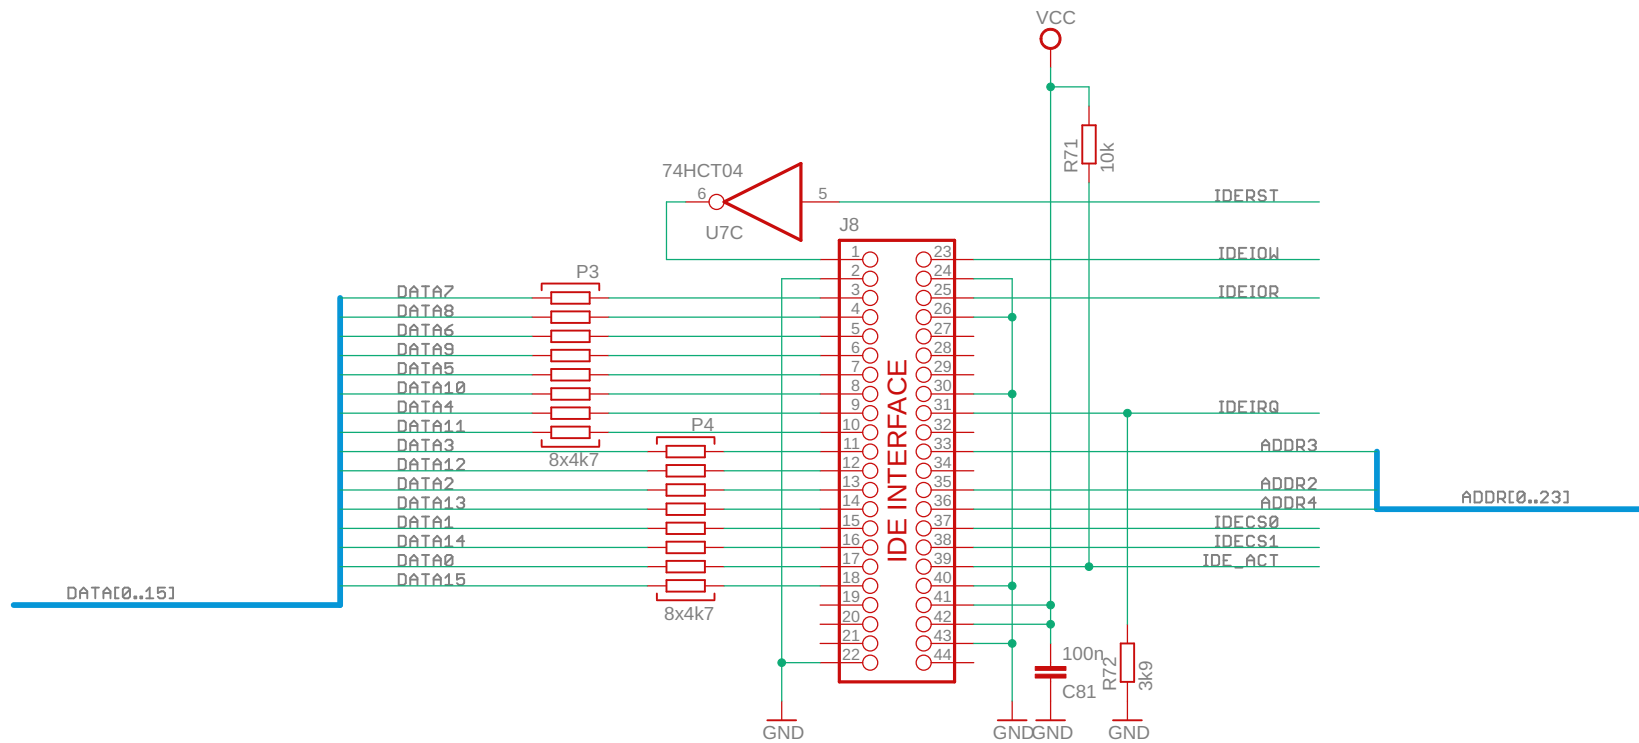 VCC
R71
10k
74HCT04
6
5
IDERST
U7C
J8
1
23
IDEIOW
2
24
P3
DATA7
3
25
IDEIOR
DATA8
4
26
DATA6
5
27
DATA9
6
28
DATA5
7
29
DATA10
8
30
DATA4
9
31
IDEIRQ
DATA11
10
32
P4
DATA3
11
33
ADDR3
8x4k7
DATA12
12
34
DATA2
13
35
ADDR2
ADDR[0..23]
DATA13
14
36
ADDR4
DATA1
15
37
IDECS0
DATA14
16
38
IDECS1
DATA0
17
39
IDE_ACT
DATA15
18
40
IDE INTERFACE
DATA[0..15]
19
41
8x4k7
20
42
21
43
22
44
100n
R72
3k9
C81
GND
GND
GND
GND